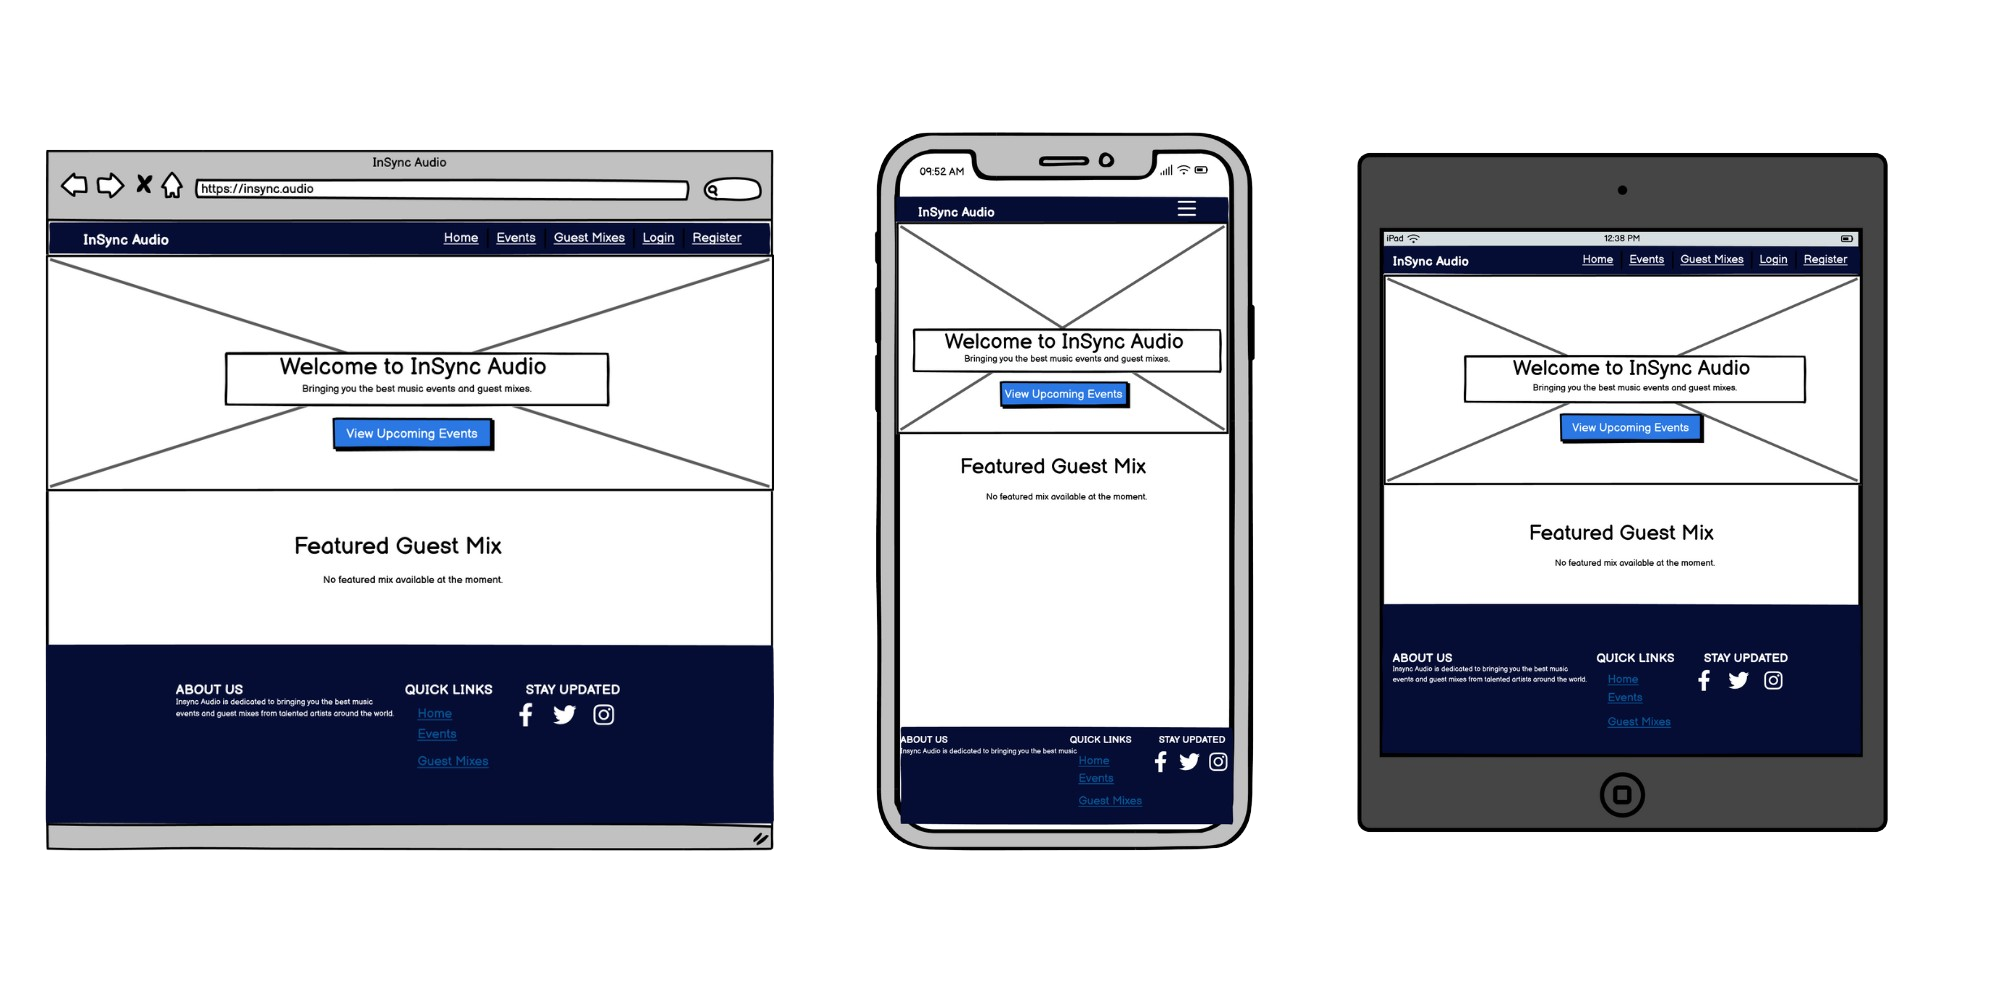 InSync Audio
https://insync.audio
InSync Audio
Home Events Guest Mixes Login Register
Welcome to InSync Audio
Bringing you the best music events and guest mixes.
View Upcoming Events
Featured Guest Mix
No featured mix available at the moment.
ABOUT US
Insync Audio is dedicated to bringing you the best music
events and guest mixes from talented artists around the world.
QUICK LINKS
Home
Events
Guest Mixes
STAY UPDATED
09:52 AM
InSync Audio
Welcome to InSync Audio
Bringing you the best music events and guest mixes.
View Upcoming Events
Featured Guest Mix
No featured mix available at the moment.
ABOUT US
Insync Audio is dedicated to bringing you the best music
QUICK LINKS
Home
Events
Guest Mixes
STAY UPDATED
iPad 12:38 PM
InSync Audio
Home Events Guest Mixes Login Register
Welcome to InSync Audio
Bringing you the best music events and guest mixes.
View Upcoming Events
Featured Guest Mix
No featured mix available at the moment.
ABOUT US
Insync Audio is dedicated to bringing you the best music
events and guest mixes from talented artists around the world.
QUICK LINKS
Home
Events
Guest Mixes
STAY UPDATED